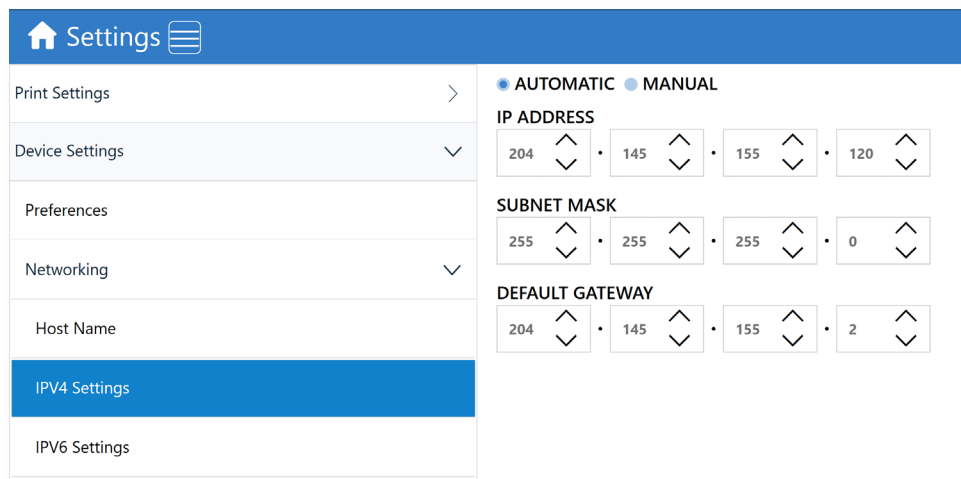 Settings
Print Settings
Device Settings
Preferences
Networking
Host Name
IPV4 Settings
IPV6 Settings
AUTOMATIC MANUAL
IP ADDRESS
204 . 145 . 155 . 120
SUBNET MASK
255 . 255 . 255 . 0
DEFAULT GATEWAY
204 . 145 . 155 . 2